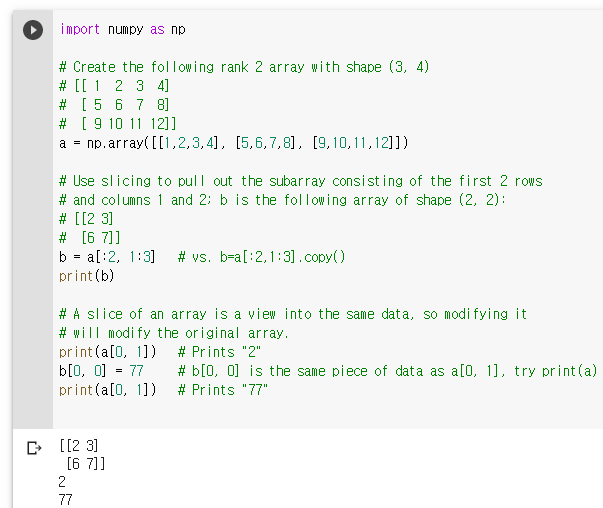 import numpy as np
# Create the following rank 2 array with shape (3, 4)
# [[ 1  2  3  4]
#  [ 5  6  7  8]
#  [ 9 10 11 12]]
a = np.array([[1,2,3,4], [5,6,7,8], [9,10,11,12]])
# Use slicing to pull out the subarray consisting of the first 2 rows
# and columns 1 and 2; b is the following array of shape (2, 2):
# [[2 3]
#  [6 7]]
b = a[:2, 1:3]   # vs. b=a[:2,1:3].copy()
print(b)
# A slice of an array is a view into the same data, so modifying it
# will modify the original array.
print(a[0, 1])   # Prints "2"
b[0, 0] = 77     # b[0, 0] is the same piece of data as a[0, 1], try print(a)
print(a[0, 1])   # Prints "77"
[[2 3]
 [6 7]]
2
77